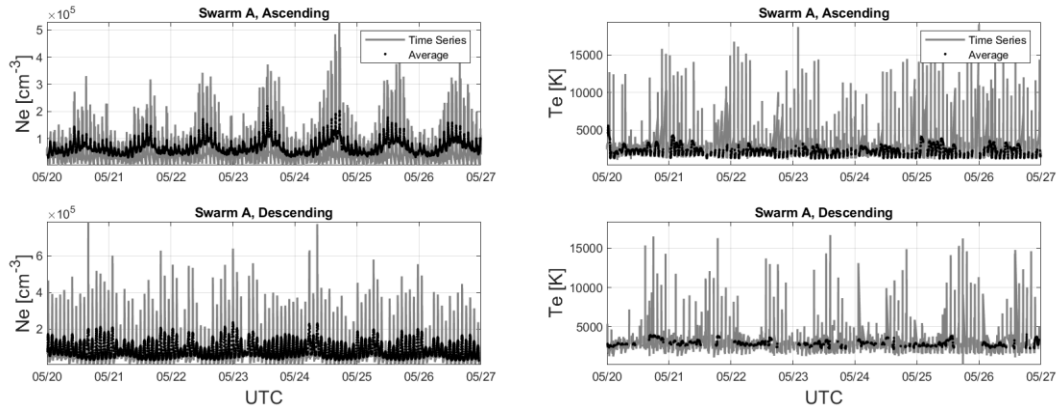 Swarm A, Ascending
×10⁵
Ne [cm⁻³]
5
4
3
2
1
Time Series
Average
05/20 05/21 05/22 05/23 05/24 05/25 05/26 05/27
Swarm A, Ascending
Te [K]
15000
10000
5000
Time Series
Average
05/20 05/21 05/22 05/23 05/24 05/25 05/26 05/27
Swarm A, Descending
×10⁵
Ne [cm⁻³]
6
4
2
05/20 05/21 05/22 05/23 05/24 05/25 05/26 05/27
UTC
Swarm A, Descending
Te [K]
15000
10000
5000
05/20 05/21 05/22 05/23 05/24 05/25 05/26 05/27
UTC